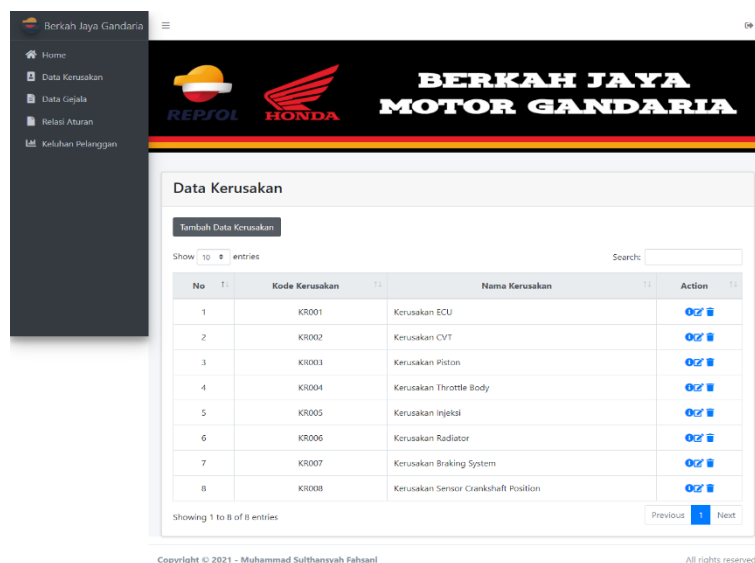 Berkah Jaya Gandaria
Home
Data Kerusakan
Data Gejala
Relasi Aturan
Keluhan Pelanggan
REPSOL
HONDA
BERKAH JAYA
MOTOR GANDARIA
Data Kerusakan
Tambah Data Kerusakan
Show 10 entries
Search:
No Kode Kerusakan Nama Kerusakan Action
1 KR001 Kerusakan ECU
2 KR002 Kerusakan CVT
3 KR003 Kerusakan Piston
4 KR004 Kerusakan Throttle Body
5 KR005 Kerusakan Injeksi
6 KR006 Kerusakan Radiator
7 KR007 Kerusakan Braking System
8 KR008 Kerusakan Sensor Crankshaft Position
Showing 1 to 8 of 8 entries
Previous 1 Next
Copyright © 2021 - Muhammad Sulthansyah Fahsani
All rights reserved